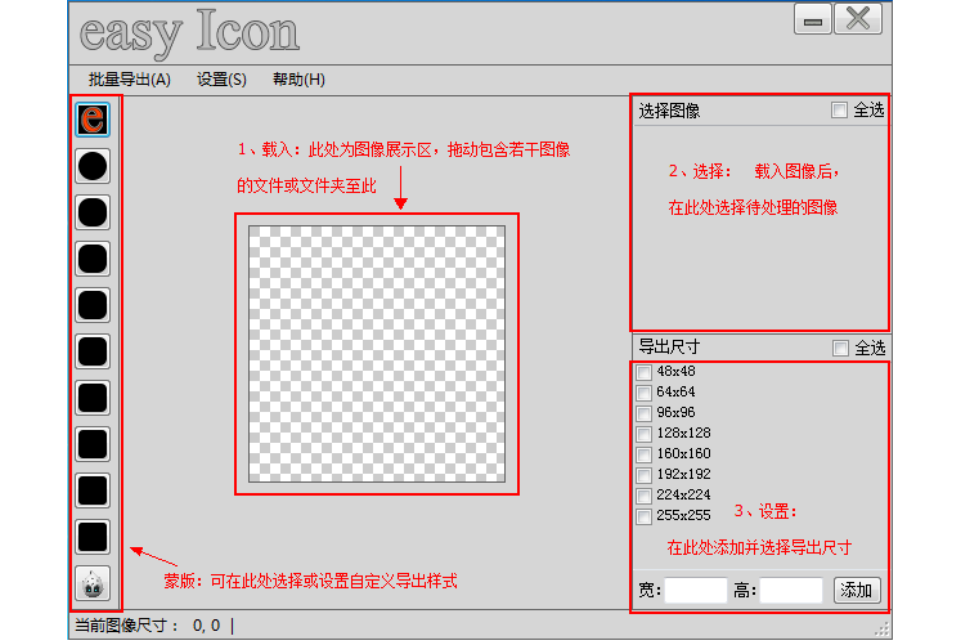 easy Icon
批量导出(A) 设置(S) 帮助(H)
e
1、载入：此处为图像展示区，拖动包含若干图像
的文件或文件夹至此
选择图像 全选
2、选择： 载入图像后，
在此处选择待处理的图像
导出尺寸 全选
48x48
64x64
96x96
128x128
160x160
192x192
224x224
255x255
3、设置：
在此处添加并选择导出尺寸
宽： 高： 添加
蒙版：可在此处选择或设置自定义导出样式
当前图像尺寸： 0, 0 |